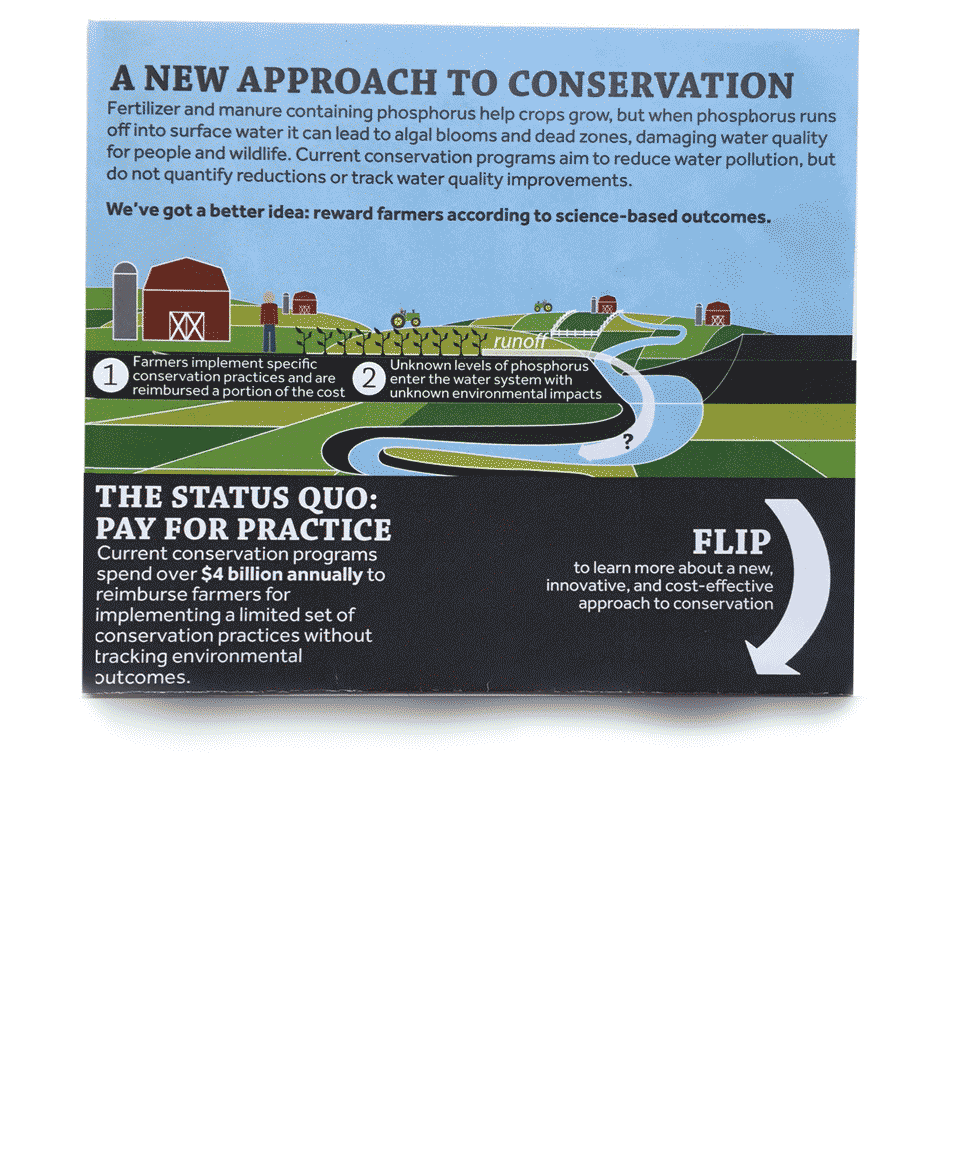 A NEW APPROACH TO CONSERVATION
Fertilizer and manure containing phosphorus help crops grow, but when phosphorus runs
off into surface water it can lead to algal blooms and dead zones, damaging water quality
for people and wildlife. Current conservation programs aim to reduce water pollution, but
do not quantify reductions or track water quality improvements.
We've got a better idea: reward farmers according to science-based outcomes.
runoff
1
Farmers implement specific
conservation practices and are
reimbursed a portion of the cost
2
Unknown levels of phosphorus
enter the water system with
unknown environmental impacts
?
THE STATUS QUO:
PAY FOR PRACTICE
Current conservation programs
spend over $4 billion annually to
reimburse farmers for
implementing a limited set of
conservation practices without
tracking environmental
outcomes.
FLIP
to learn more about a new,
innovative, and cost-effective
approach to conservation